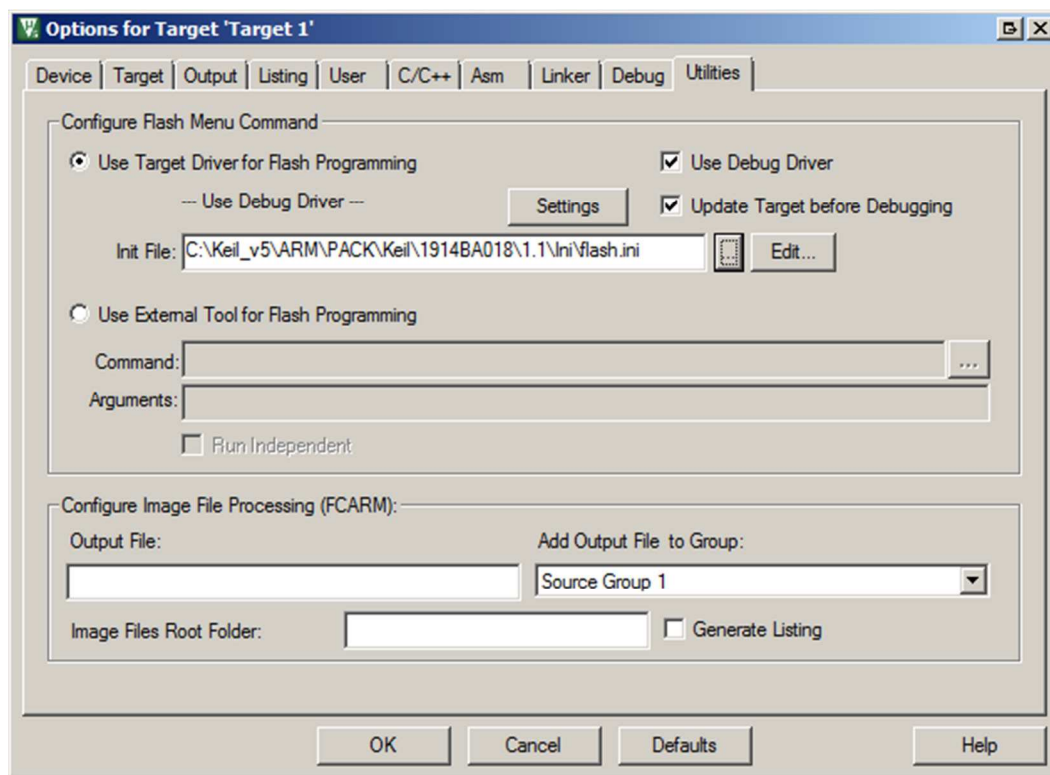 Options for Target 'Target 1'
Device Target Output Listing User C/C++ Asm Linker Debug Utilities
Configure Flash Menu Command
Use Target Driver for Flash Programming Use Debug Driver
--- Use Debug Driver --- Settings Update Target before Debugging
Init File: C:\Keil_v5\ARM\PACK\Keil\1914BA018\1.1\Ini\flash.ini ... Edit...
Use External Tool for Flash Programming
Command: ...
Arguments:
Run Independent
Configure Image File Processing (FCARM):
Output File: Add Output File to Group:
Source Group 1
Image Files Root Folder: Generate Listing
OK Cancel Defaults Help